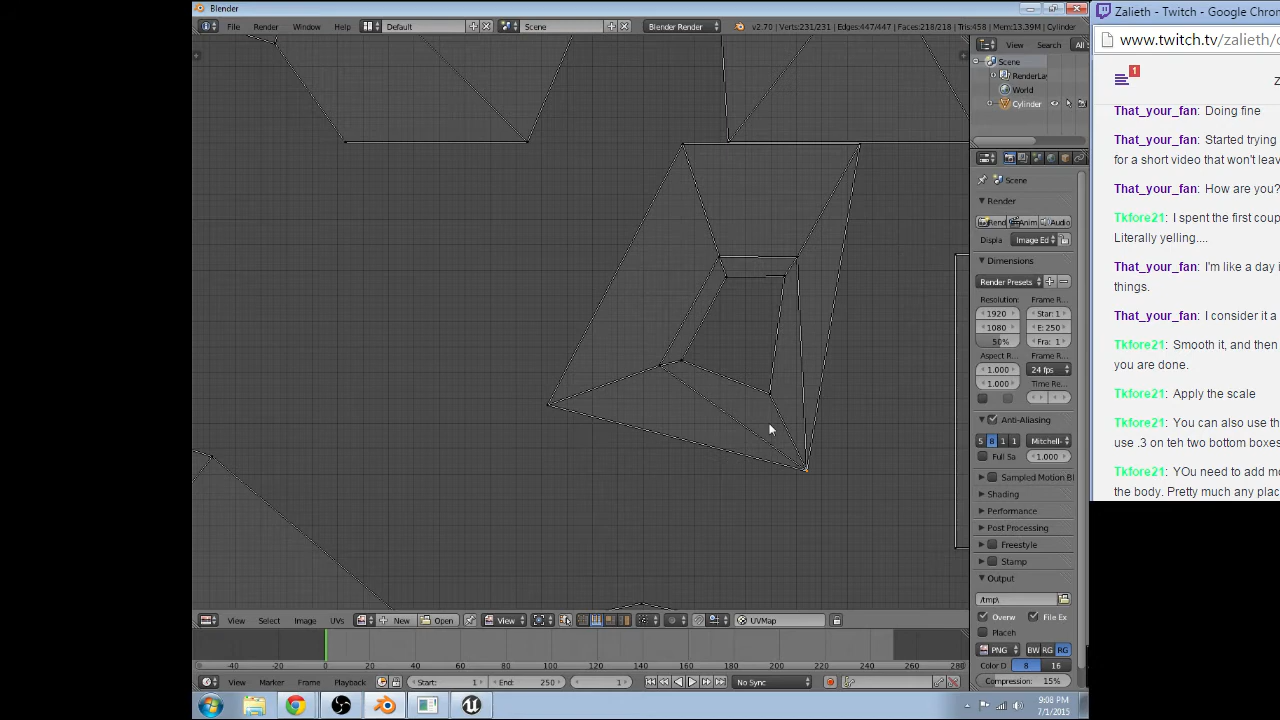 Blender
File Render Window Help Default Scene Blender Render v2.70 | Verts:231/231 | Edges:447/447 | Faces:218/218 | Tris:458 | Mem:13.39M | Cylinder
View Search All S
Scene
RenderLay
World
Cylinder
Scene
Render
Rend Anim Audio
Displa Image Ed
Dimensions
Render Presets
Resolution: Frame R...
1920 Star: 1
1080 E: 250
50% Fra: 1
Aspect R... Frame R...
1.000 24 fps
1.000 Time Re...
Anti-Aliasing
5 8 1 1 Mitchell-
Full Sa 1.000
Sampled Motion Bl
Shading
Performance
Post Processing
Freestyle
Stamp
Output
/tmp\
Overw File Ex
Placeh
PNG BW RG RG
Color D 8 16
Compression: 15%
View Select Image UVs New Open View UVMap
-40 -20 0 20 40 60 80 100 120 140 160 180 200 220 240 260 280
View Marker Frame Playback Start: 1 End: 250 1 No Sync
9:08 PM
7/1/2015
Zalieth - Twitch - Google Chro
www.twitch.tv/zalieth/c
1
Z
That_your_fan: Doing fine
That_your_fan: Started trying
for a short video that won't leav
That_your_fan: How are you?
Tkfore21: I spent the first coup
Literally yelling....
That_your_fan: I'm like a day i
things.
That_your_fan: I consider it a
Tkfore21: Smooth it, and then
you are done.
Tkfore21: Apply the scale
Tkfore21: You can also use th
use .3 on teh two bottom boxes
Tkfore21: YOu need to add mo
the body. Pretty much any plac